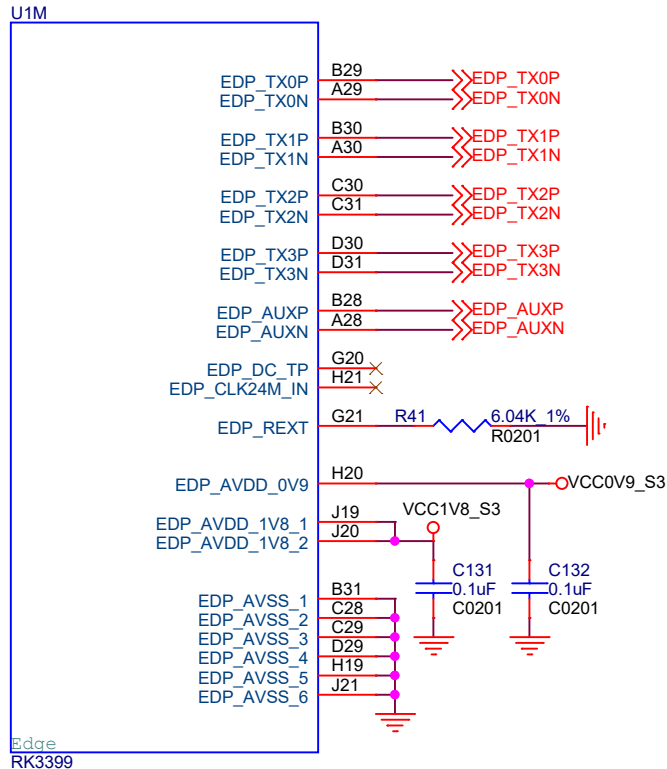 U1M
EDP_TX0P B29 EDP_TX0P
EDP_TX0N A29 EDP_TX0N
EDP_TX1P B30 EDP_TX1P
EDP_TX1N A30 EDP_TX1N
EDP_TX2P C30 EDP_TX2P
EDP_TX2N C31 EDP_TX2N
EDP_TX3P D30 EDP_TX3P
EDP_TX3N D31 EDP_TX3N
EDP_AUXP B28 EDP_AUXP
EDP_AUXN A28 EDP_AUXN
EDP_DC_TP G20
EDP_CLK24M_IN H21
EDP_REXT G21 R41 6.04K_1%
R0201
EDP_AVDD_0V9 H20 VCC0V9_S3
VCC1V8_S3
EDP_AVDD_1V8_1 J19
EDP_AVDD_1V8_2 J20
C131 C132
0.1uF 0.1uF
C0201 C0201
EDP_AVSS_1 B31
EDP_AVSS_2 C28
EDP_AVSS_3 C29
EDP_AVSS_4 D29
EDP_AVSS_5 H19
EDP_AVSS_6 J21
Edge
RK3399